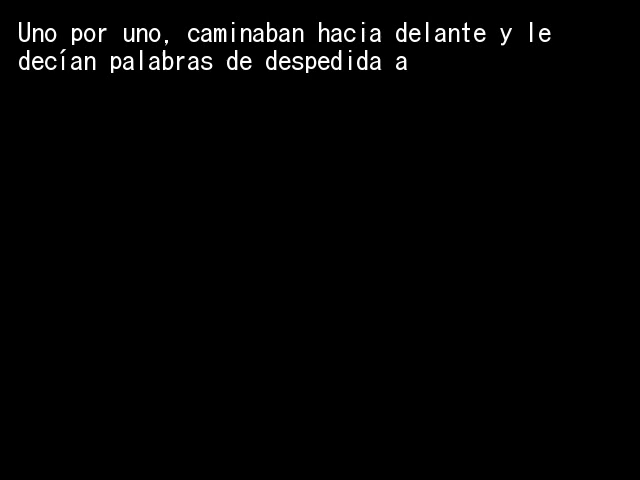 Uno por uno, caminaban hacia delante y le
decían palabras de despedida a